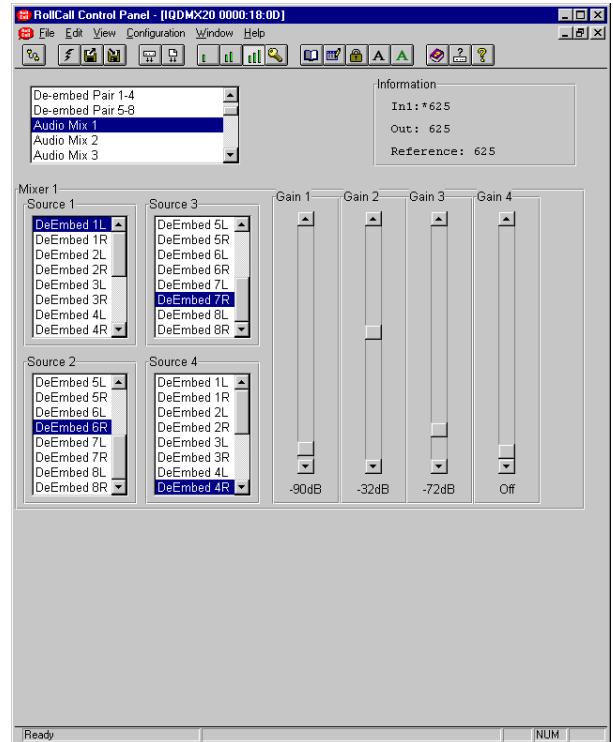 RollCall Control Panel - [IQDMX20 0000:18:0D]
File Edit View Configuration Window Help
De-embed Pair 1-4
De-embed Pair 5-8
Audio Mix 1
Audio Mix 2
Audio Mix 3
Information
In1:*625
Out: 625
Reference: 625
Mixer 1
Source 1
DeEmbed 1L
DeEmbed 1R
DeEmbed 2L
DeEmbed 2R
DeEmbed 3L
DeEmbed 3R
DeEmbed 4L
DeEmbed 4R
Source 3
DeEmbed 5L
DeEmbed 5R
DeEmbed 6L
DeEmbed 6R
DeEmbed 7L
DeEmbed 7R
DeEmbed 8L
DeEmbed 8R
Source 2
DeEmbed 5L
DeEmbed 5R
DeEmbed 6L
DeEmbed 6R
DeEmbed 7L
DeEmbed 7R
DeEmbed 8L
DeEmbed 8R
Source 4
DeEmbed 1L
DeEmbed 1R
DeEmbed 2L
DeEmbed 2R
DeEmbed 3L
DeEmbed 3R
DeEmbed 4L
DeEmbed 4R
Gain 1 Gain 2 Gain 3 Gain 4
-90dB -32dB -72dB Off
Ready NUM